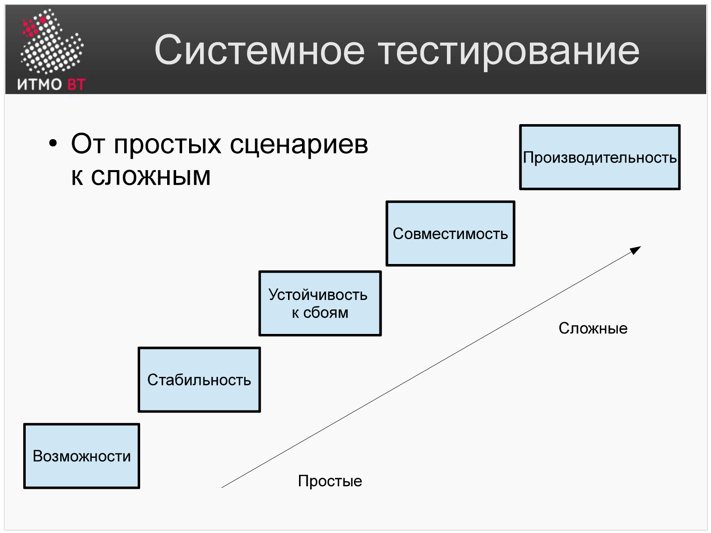 ИТМО ВТ
Системное тестирование
• От простых сценариев
к сложным
Производительность
Совместимость
Устойчивость
к сбоям
Сложные
Стабильность
Возможности
Простые